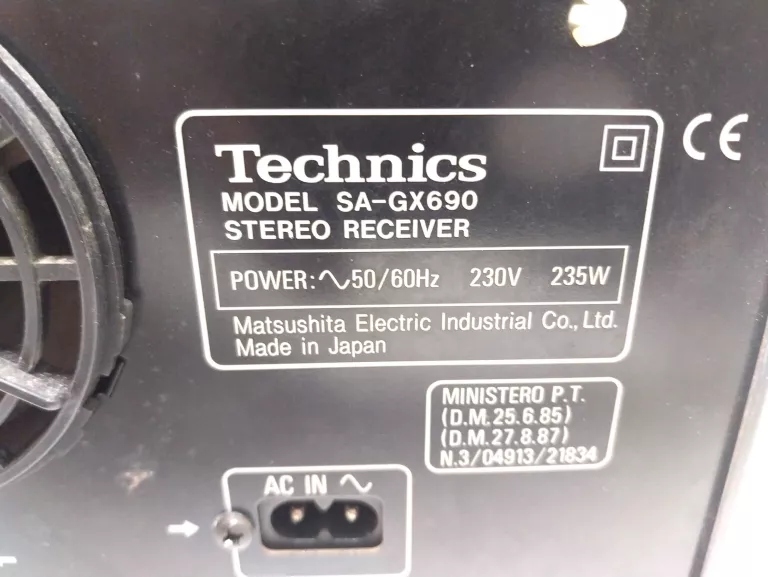 Technics
MODEL SA-GX690
STEREO RECEIVER
POWER: ∿50/60Hz 230V 235W
Matsushita Electric Industrial Co., Ltd.
Made in Japan
CE
MINISTERO P.T.
(D.M.25.6.85)
(D.M.27.8.87)
N.3/04913/21834
AC IN ∿